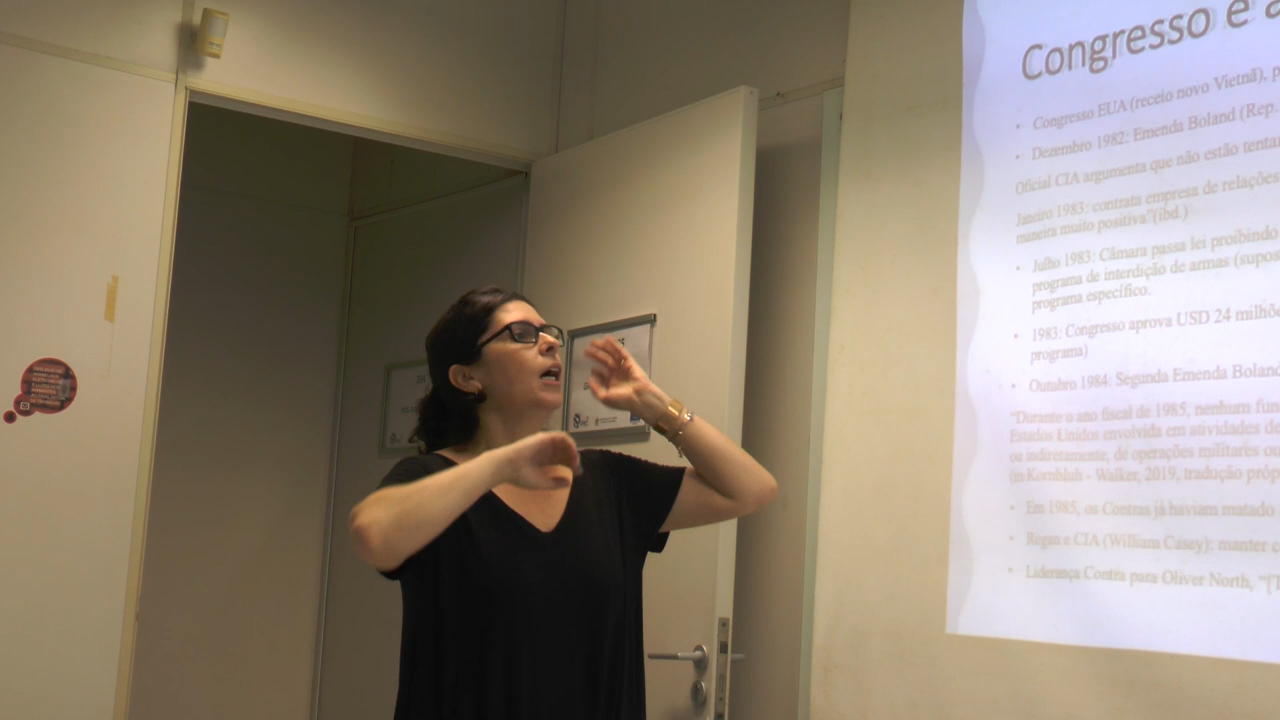 Congresso e a
• Congresso EUA (receio novo Vietnã), p
• Dezembro 1982: Emenda Boland (Rep.
Oficial CIA argumenta que não estão tentan
Janeiro 1983: contrata empresa de relações
maneira muito positiva"(ibd.)
• Julho 1983: Câmara passa lei proibindo
programa de interdição de armas (supos
programa específico.
• 1983: Congresso aprova USD 24 milhõe
programa)
• Outubro 1984: Segunda Emenda Boland
"Durante o ano fiscal de 1985, nenhum fun
Estados Unidos envolvida em atividades de
ou indiretamente, de operações militares ou
(in Kornbluh - Walker, 2019, tradução próp
• Em 1985, os Contras já haviam matado
• Regan e CIA (William Casey): manter c
• Liderança Contra para Oliver North, "[T